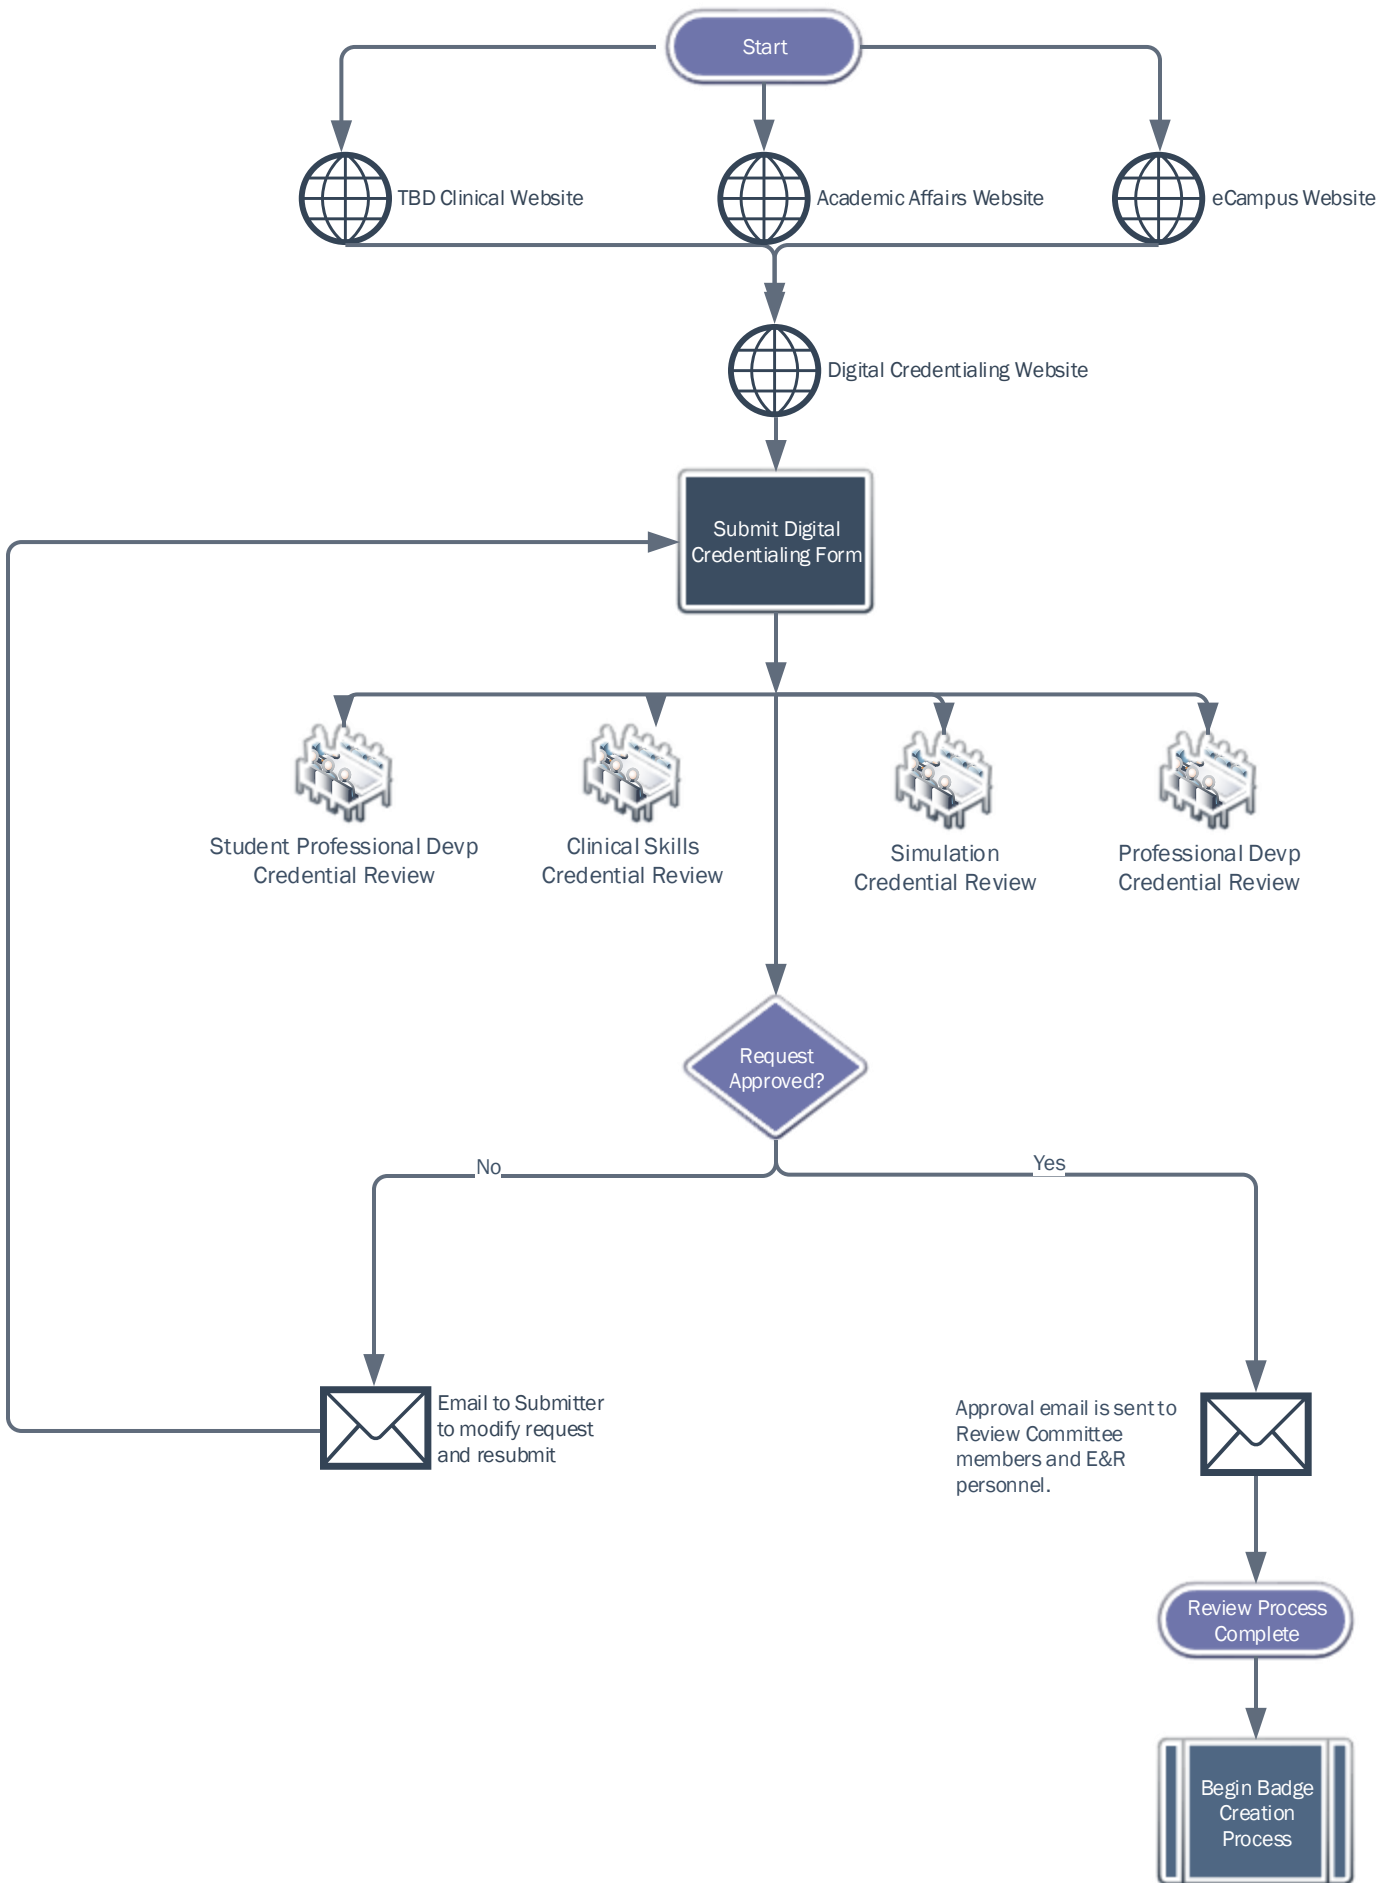 Start
TBD Clinical Website
Academic Affairs Website
eCampus Website
Digital Credentialing Website
Submit Digital
Credentialing Form
Student Professional Devp
Credential Review
Clinical Skills
Credential Review
Simulation
Credential Review
Professional Devp
Credential Review
Request
Approved?
No
Yes
Email to Submitter
to modify request
and resubmit
Approval email is sent to
Review Committee
members and E&R
personnel.
Review Process
Complete
Begin Badge
Creation
Process